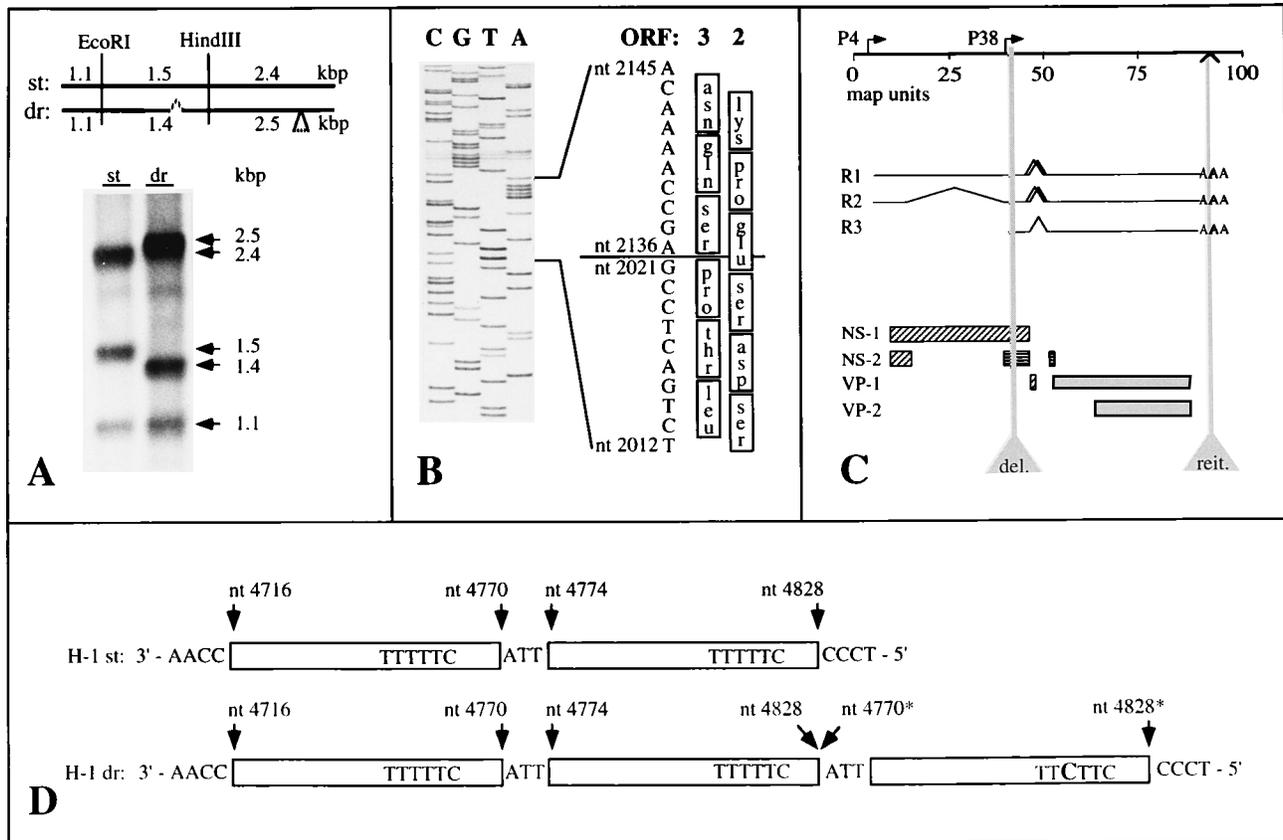 EcoRI HindIII
st: 1.1 1.5 2.4 kbp
dr: 1.1 1.4 2.5 kbp
st dr kbp
2.5
2.4
1.5
1.4
1.1
A
C G T A ORF: 3 2
nt 2145
nt 2136
nt 2021
nt 2012
A
C
A
A
A
A
C
C
G
A
G
C
C
T
C
A
G
T
C
T
asn gln ser pro thr leu
lys pro glu ser asp ser
B
P4 P38
0 25 50 75 100
map units
R1 AAA
R2 AAA
R3 AAA
NS-1
NS-2
VP-1
VP-2
del. reit.
C
nt 4716 nt 4770 nt 4774 nt 4828
H-1 st: 3' - AACC TTTTTC ATT TTTTTC CCCT - 5'
nt 4716 nt 4770 nt 4774 nt 4828 nt 4770* nt 4828*
H-1 dr: 3' - AACC TTTTTC ATT TTTTTC ATT TTCTTC CCCT - 5'
D